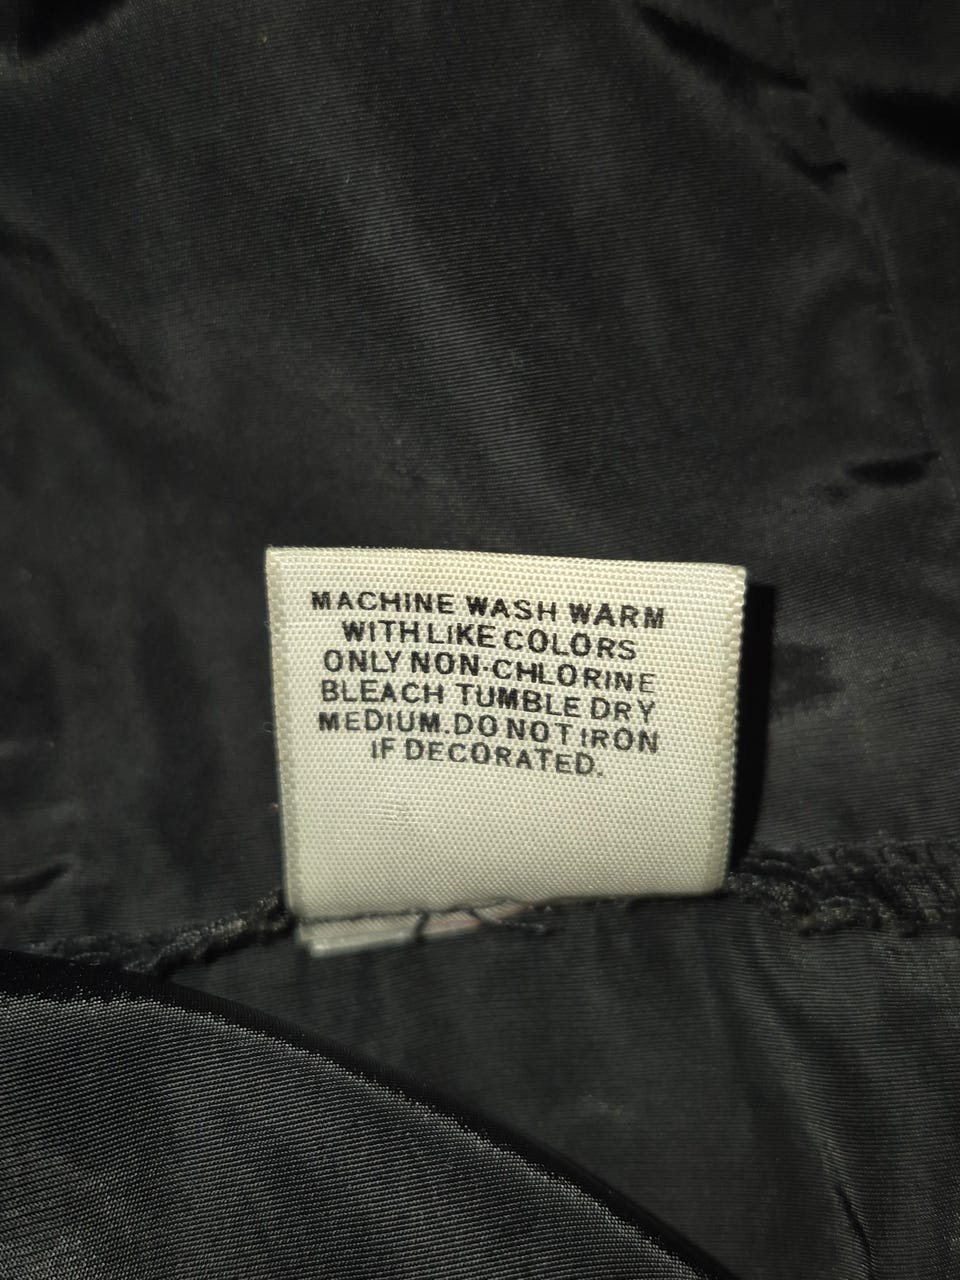 MACHINE WASH WARM
WITH LIKE COLORS
ONLY NON-CHLORINE
BLEACH TUMBLE DRY
MEDIUM.DO NOT IRON
IF DECORATED.